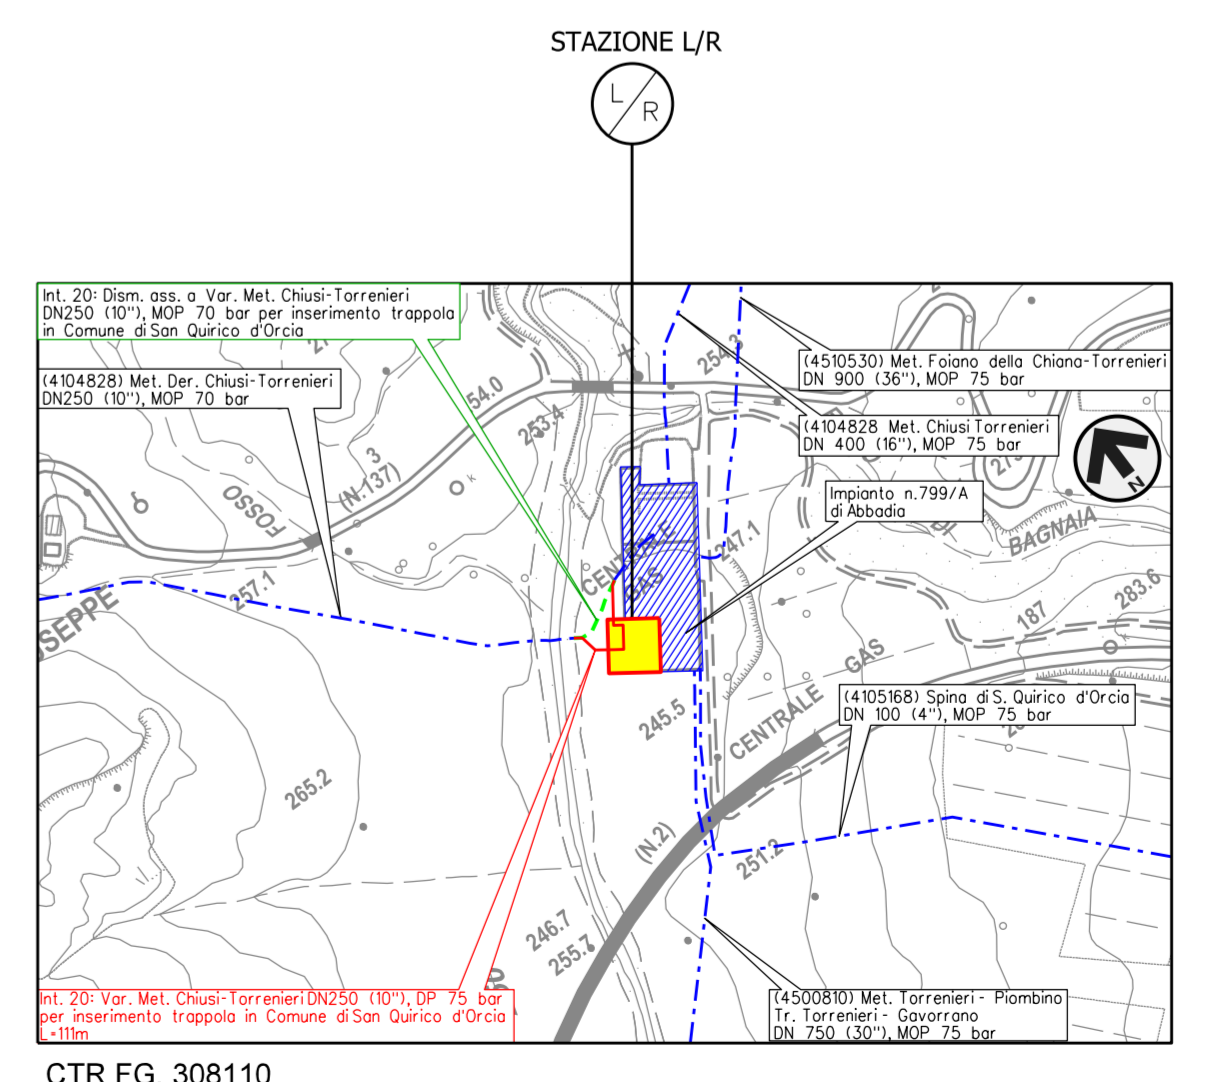 STAZIONE L/R
L
R
Int. 20: Dism. ass. a Var. Met. Chiusi-Torrenieri
DN250 (10"), MOP 70 bar per inserimento trappola
in Comune di San Quirico d'Orcia
(4104828) Met. Der. Chiusi-Torrenieri
DN250 (10"), MOP 70 bar
(4510530) Met. Foiano della Chiana-Torrenieri
DN 900 (36"), MOP 75 bar
(4104828 Met. Chiusi Torrenieri
DN 400 (16"), MOP 75 bar
N
Impianto n.799/A
di Abbadia
254.3
54.0
253.4
3
(N.137)
FOSSO
k
CENTRALE
GAS
247.1
BAGNAIA
257.1
SEPPE
187
283.6
k
GAS
CENTRALE
245.5
(4105168) Spina di S. Quirico d'Orcia
DN 100 (4"), MOP 75 bar
265.2
(N.2)
251.2
246.7
255.7
Int. 20: Var. Met. Chiusi-Torrenieri DN250 (10"), DP 75 bar
per inserimento trappola in Comune di San Quirico d'Orcia
L=111m
(4500810) Met. Torrenieri - Piombino
Tr. Torrenieri - Gavorrano
DN 750 (30"), MOP 75 bar
CTR FG. 308110